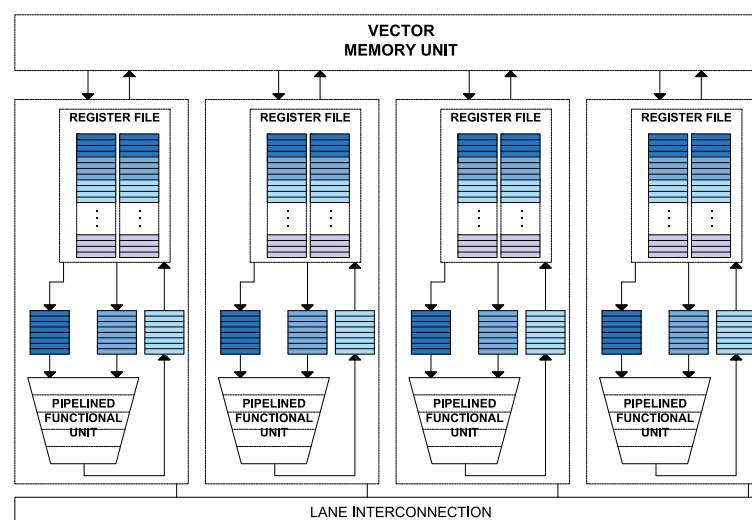 VECTOR
MEMORY UNIT
REGISTER FILE
REGISTER FILE
REGISTER FILE
REGISTER FILE
PIPELINED
FUNCTIONAL
UNIT
PIPELINED
FUNCTIONAL
UNIT
PIPELINED
FUNCTIONAL
UNIT
PIPELINED
FUNCTIONAL
UNIT
LANE INTERCONNECTION